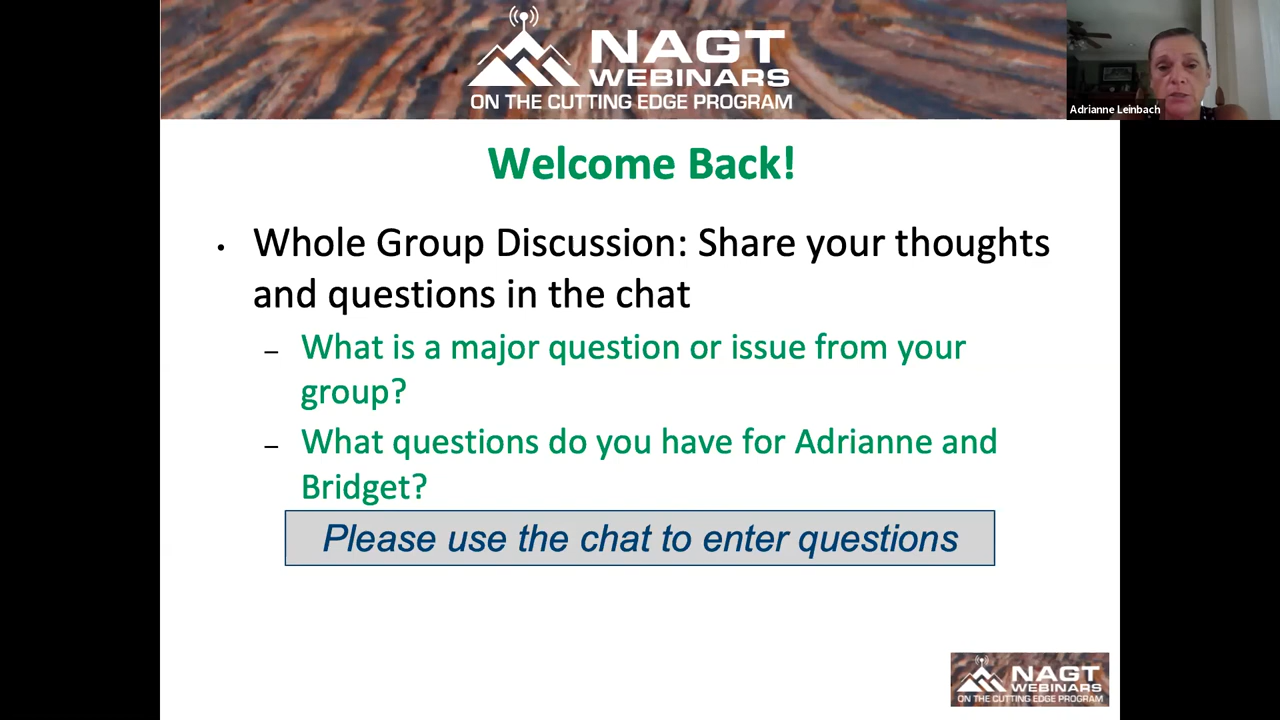 NAGT
WEBINARS
ON THE CUTTING EDGE PROGRAM
Adrianne Leinbach
Welcome Back!
• Whole Group Discussion: Share your thoughts
and questions in the chat
– What is a major question or issue from your
group?
– What questions do you have for Adrianne and
Bridget?
Please use the chat to enter questions
NAGT
WEBINARS
ON THE CUTTING EDGE PROGRAM